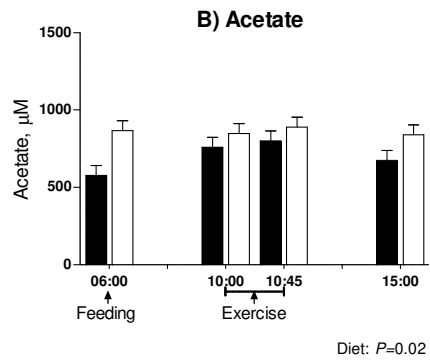 B) Acetate
1500
1000
500
0
Acetate, µM
06:00
10:00
10:45
15:00
Feeding
Exercise
Diet: P=0.02